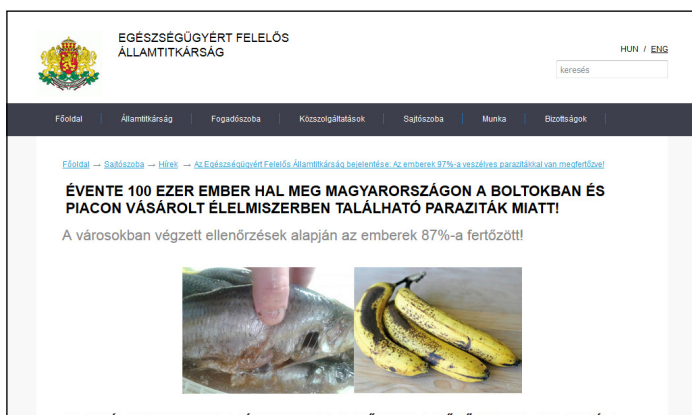 EGÉSZSÉGÜGYÉRT FELELŐS
ÁLLAMTITKÁRSÁG
HUN / ENG
keresés
Főoldal Államtitkárság Fogadószoba Közszolgáltatások Sajtószoba Munka Bizottságok
Főoldal → Sajtószoba → Hírek → Az Egészségügyért Felelős Államtitkárság bejelentése: Az emberek 97%-a veszélyes parazitákkal van megfertőzve!
ÉVENTE 100 EZER EMBER HAL MEG MAGYARORSZÁGON A BOLTOKBAN ÉS
PIACON VÁSÁROLT ÉLELMISZERBEN TALÁLHATÓ PARAZITÁK MIATT!
A városokban végzett ellenőrzések alapján az emberek 87%-a fertőzött!